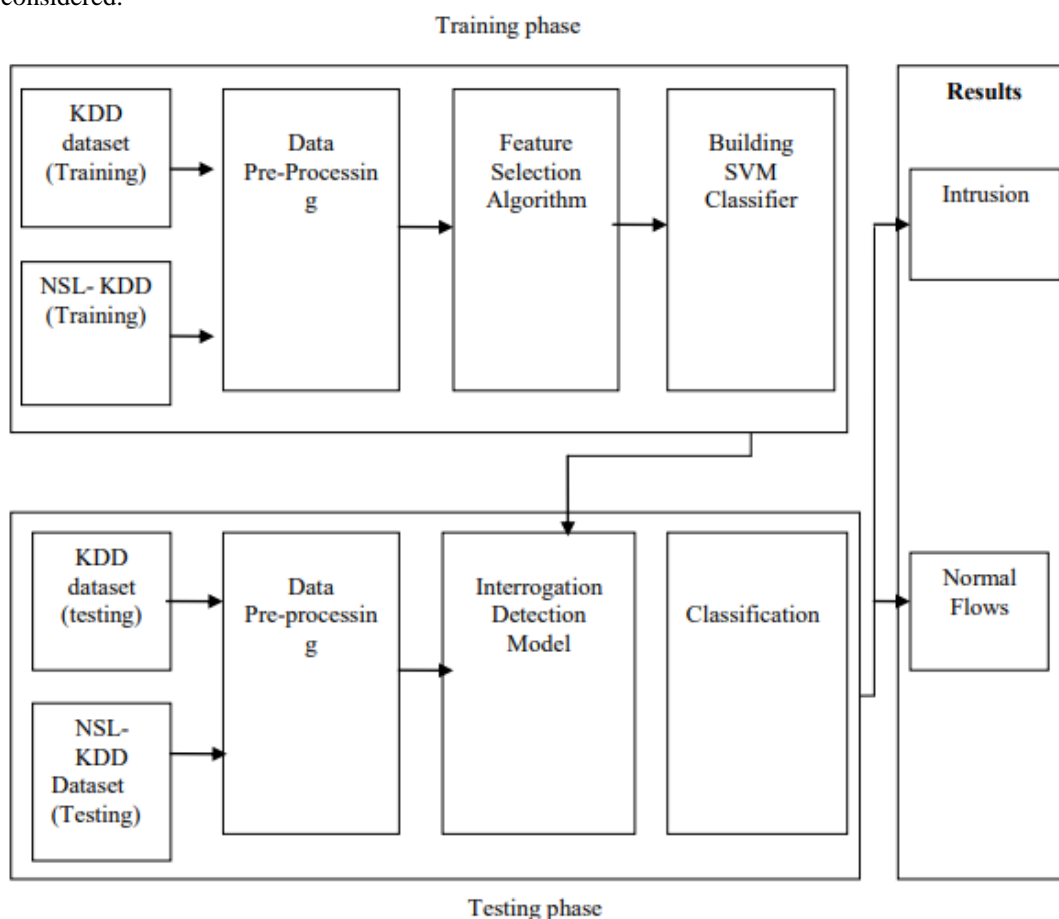 considered.
Training phase
KDD
dataset
(Training)
NSL- KDD
(Training)
Data
Pre-Processin
g
Feature
Selection
Algorithm
Building
SVM
Classifier
Results
Intrusion
Normal
Flows
KDD
dataset
(testing)
NSL-
KDD
Dataset
(Testing)
Data
Pre-processin
g
Interrogation
Detection
Model
Classification
Testing phase